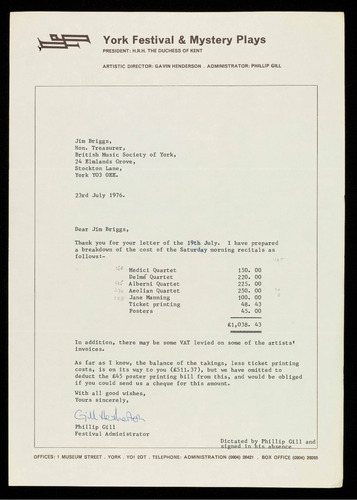 York Festival & Mystery Plays
PRESIDENT: H.R.H. THE DUCHESS OF KENT
ARTISTIC DIRECTOR: GAVIN HENDERSON . ADMINISTRATOR: PHILLIP GILL
Jim Briggs,
Hon. Treasurer,
British Music Society of York,
24 Elmlands Grove,
Stockton Lane,
York YO3 0EE.
23rd July 1976.
Dear Jim Briggs,
Thank you for your letter of the 19th July. I have prepared
a breakdown of the cost of the Saturday morning recitals as
follows:-
Medici Quartet 150. 00
Delmé Quartet 220. 00
Alberni Quartet 225. 00
Aeolian Quartet 250. 00
Jane Manning 100. 00
Ticket printing 48. 43
Posters 45. 00
£1,038. 43
In addition, there may be some VAT levied on some of the artists'
invoices.
As far as I know, the balance of the takings, less ticket printing
costs, is on its way to you (£511.37), but we have omitted to
deduct the £45 poster printing bill from this, and would be obliged
if you could send us a cheque for this amount.
With all good wishes,
Yours sincerely,
Phillip Gill
Festival Administrator
Dictated by Phillip Gill and
signed in his absence
OFFICES: 1 MUSEUM STREET . YORK . YO1 2DT . TELEPHONE: ADMINISTRATION (0904) 26421 . BOX OFFICE (0904)